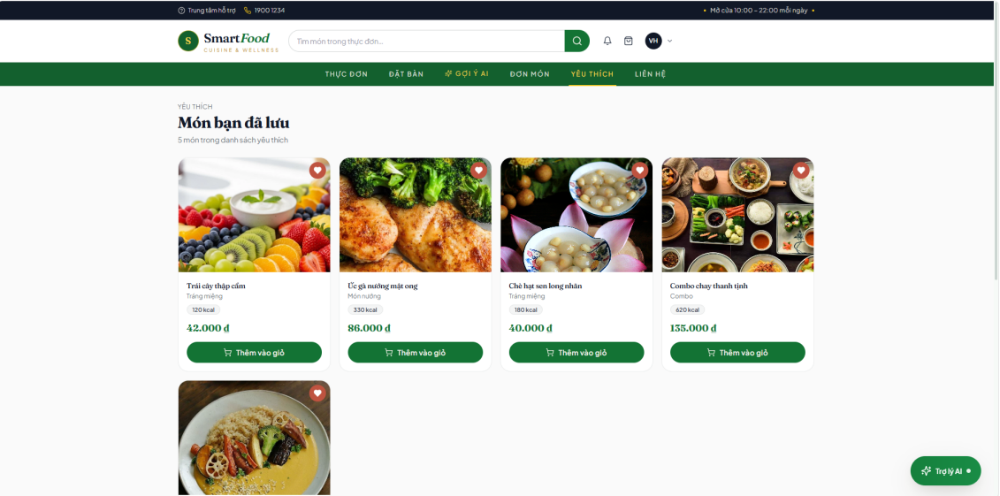 Trung tâm hỗ trợ 1900 1234
• Mở cửa 10:00 – 22:00 mỗi ngày •
S SmartFood
CUISINE & WELLNESS
Tìm món trong thực đơn...
VH
THỰC ĐƠN ĐẶT BÀN GỢI Ý AI ĐƠN MÓN YÊU THÍCH LIÊN HỆ
YÊU THÍCH
Món bạn đã lưu
5 món trong danh sách yêu thích
Trái cây thập cẩm
Tráng miệng
120 kcal
42.000 ₫
Thêm vào giỏ
Ức gà nướng mật ong
Món nướng
330 kcal
86.000 ₫
Thêm vào giỏ
Chè hạt sen long nhãn
Tráng miệng
180 kcal
40.000 ₫
Thêm vào giỏ
Combo chay thanh tịnh
Combo
620 kcal
135.000 ₫
Thêm vào giỏ
Trợ lý AI